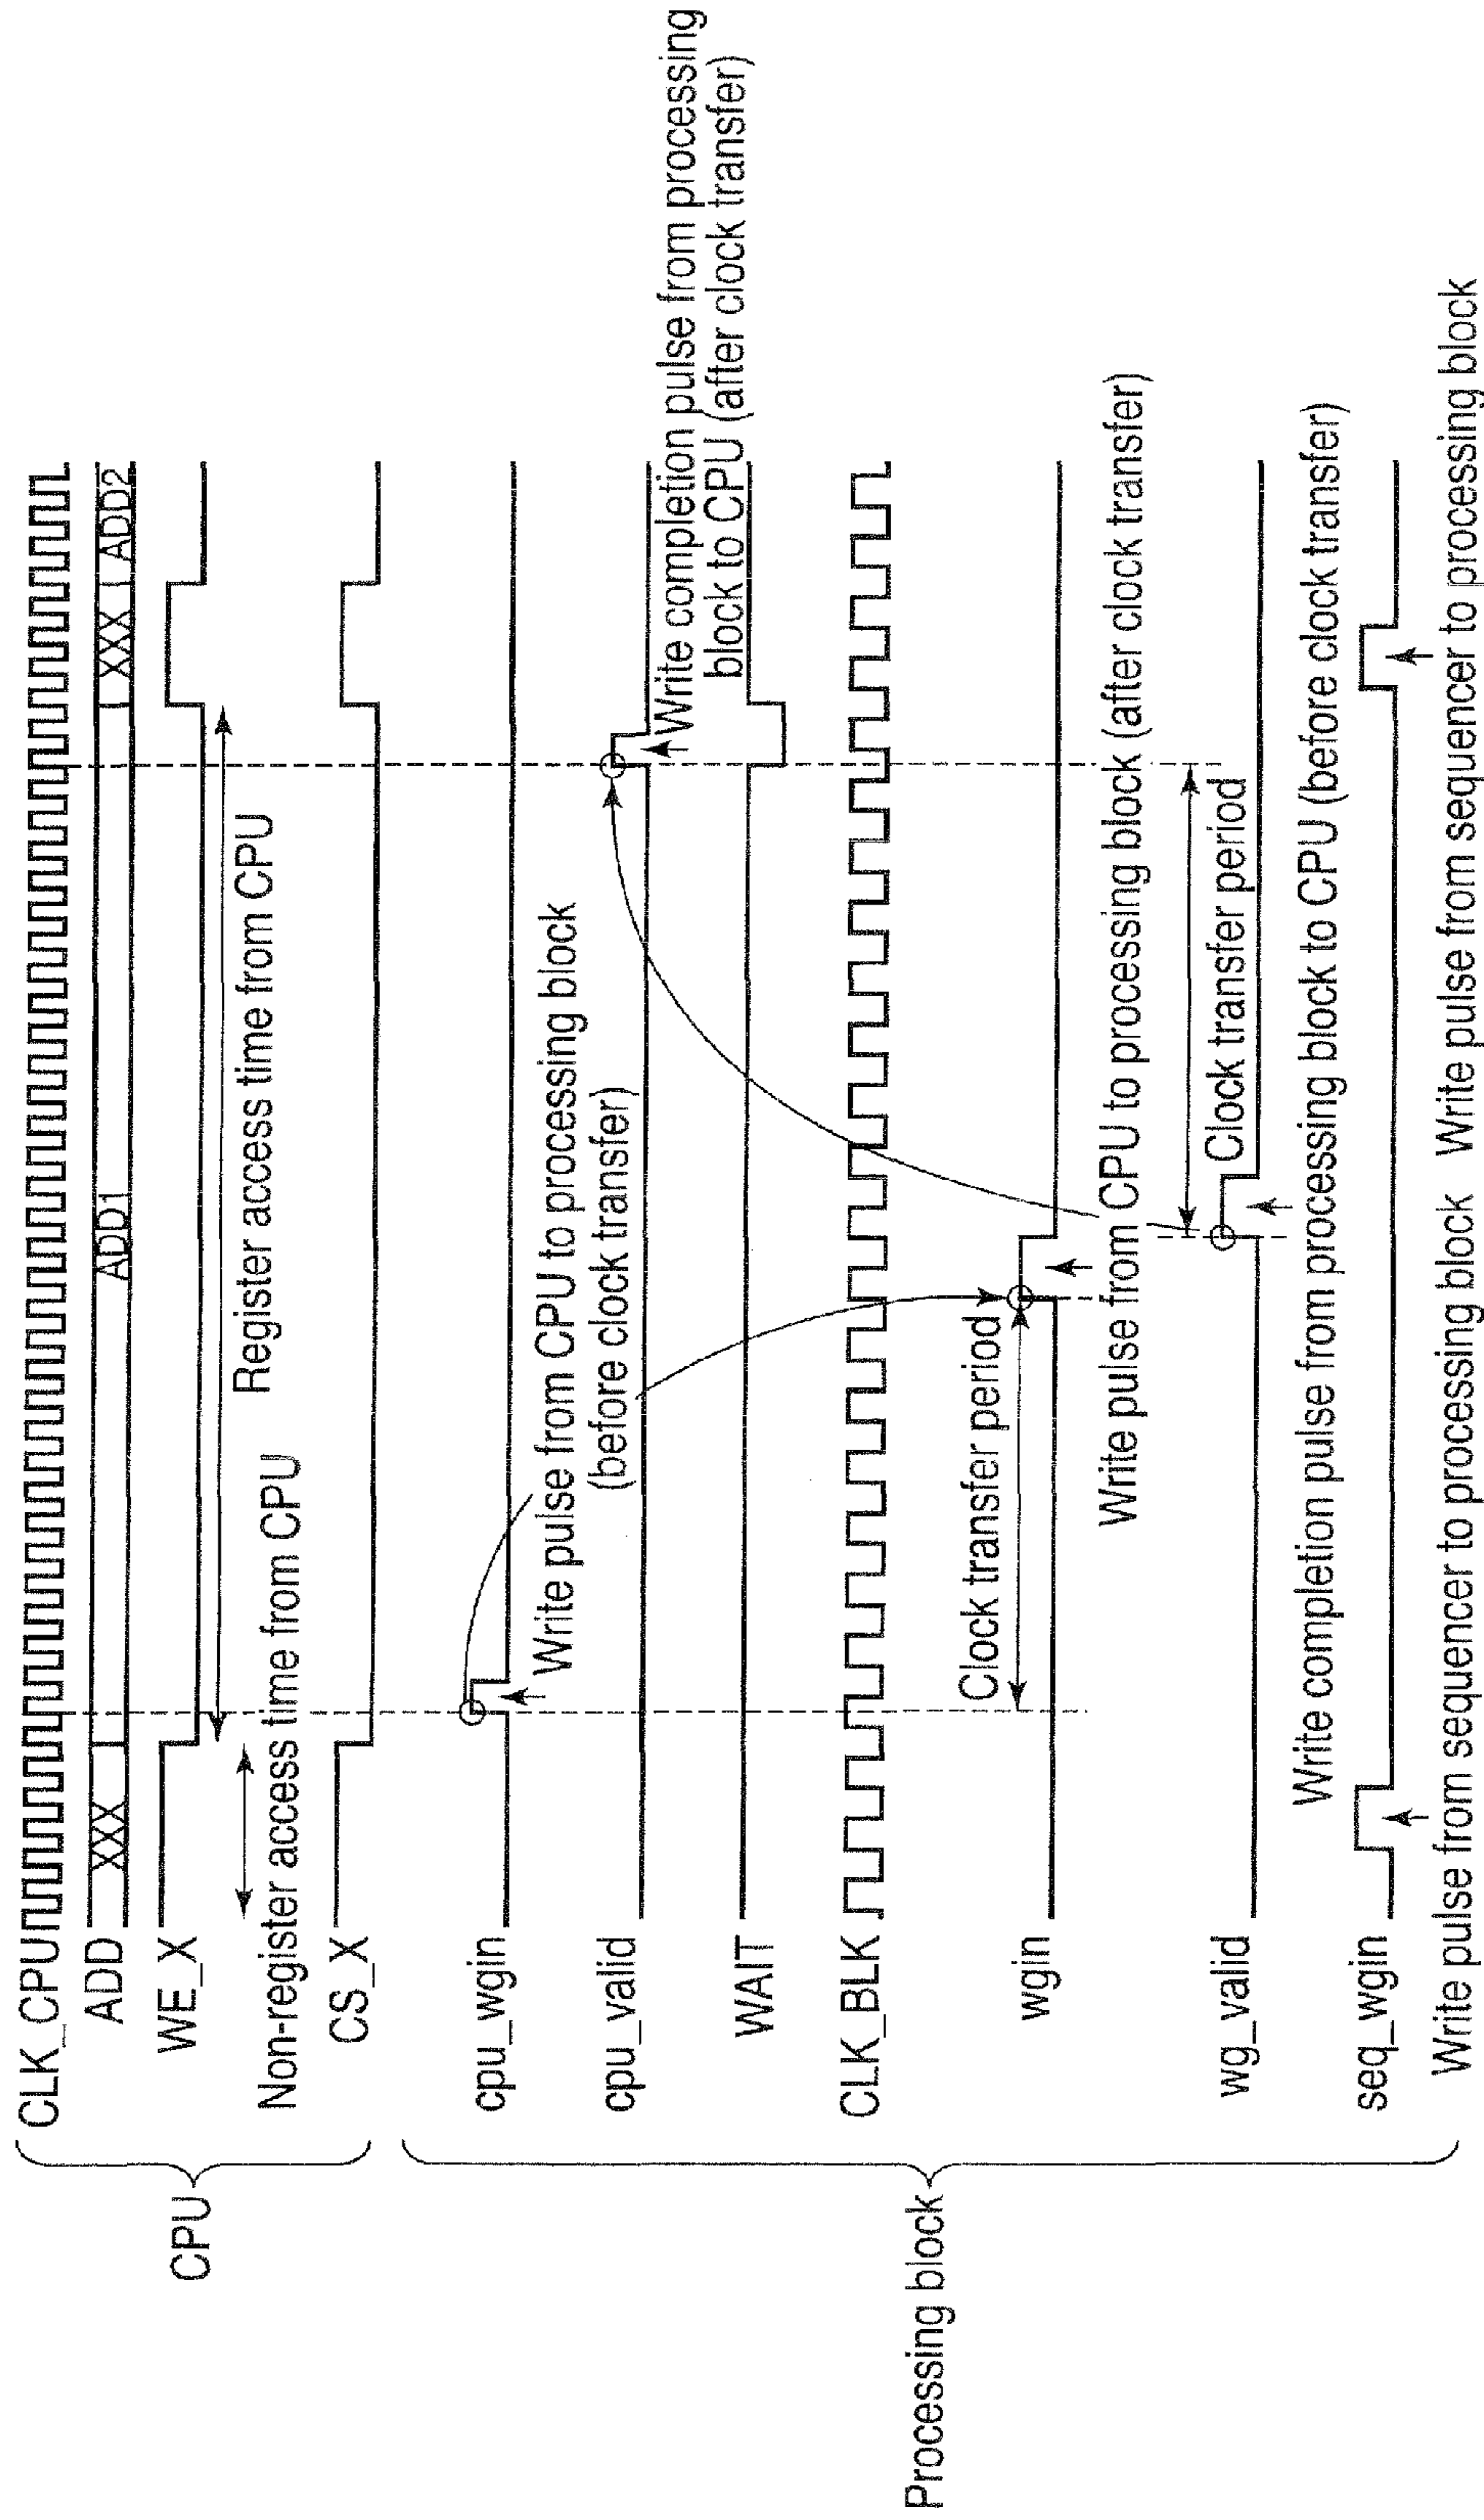 CPU
CLK_CPU
ADD
XXX
ADD1
XXX
ADD2
WE_X
Register access time from CPU
Non-register access time from CPU
CS_X
Processing block
cpu_wgin
Write pulse from CPU to processing block
(before clock transfer)
cpu_valid
Write completion pulse from processing
block to CPU (after clock transfer)
WAIT
CLK_BLK
Clock transfer period
wgin
Write pulse from CPU to processing block (after clock transfer)
Clock transfer period
wg_valid
Write completion pulse from processing block to CPU (before clock transfer)
seq_wgin
Write pulse from sequencer to processing block
Write pulse from sequencer to processing block